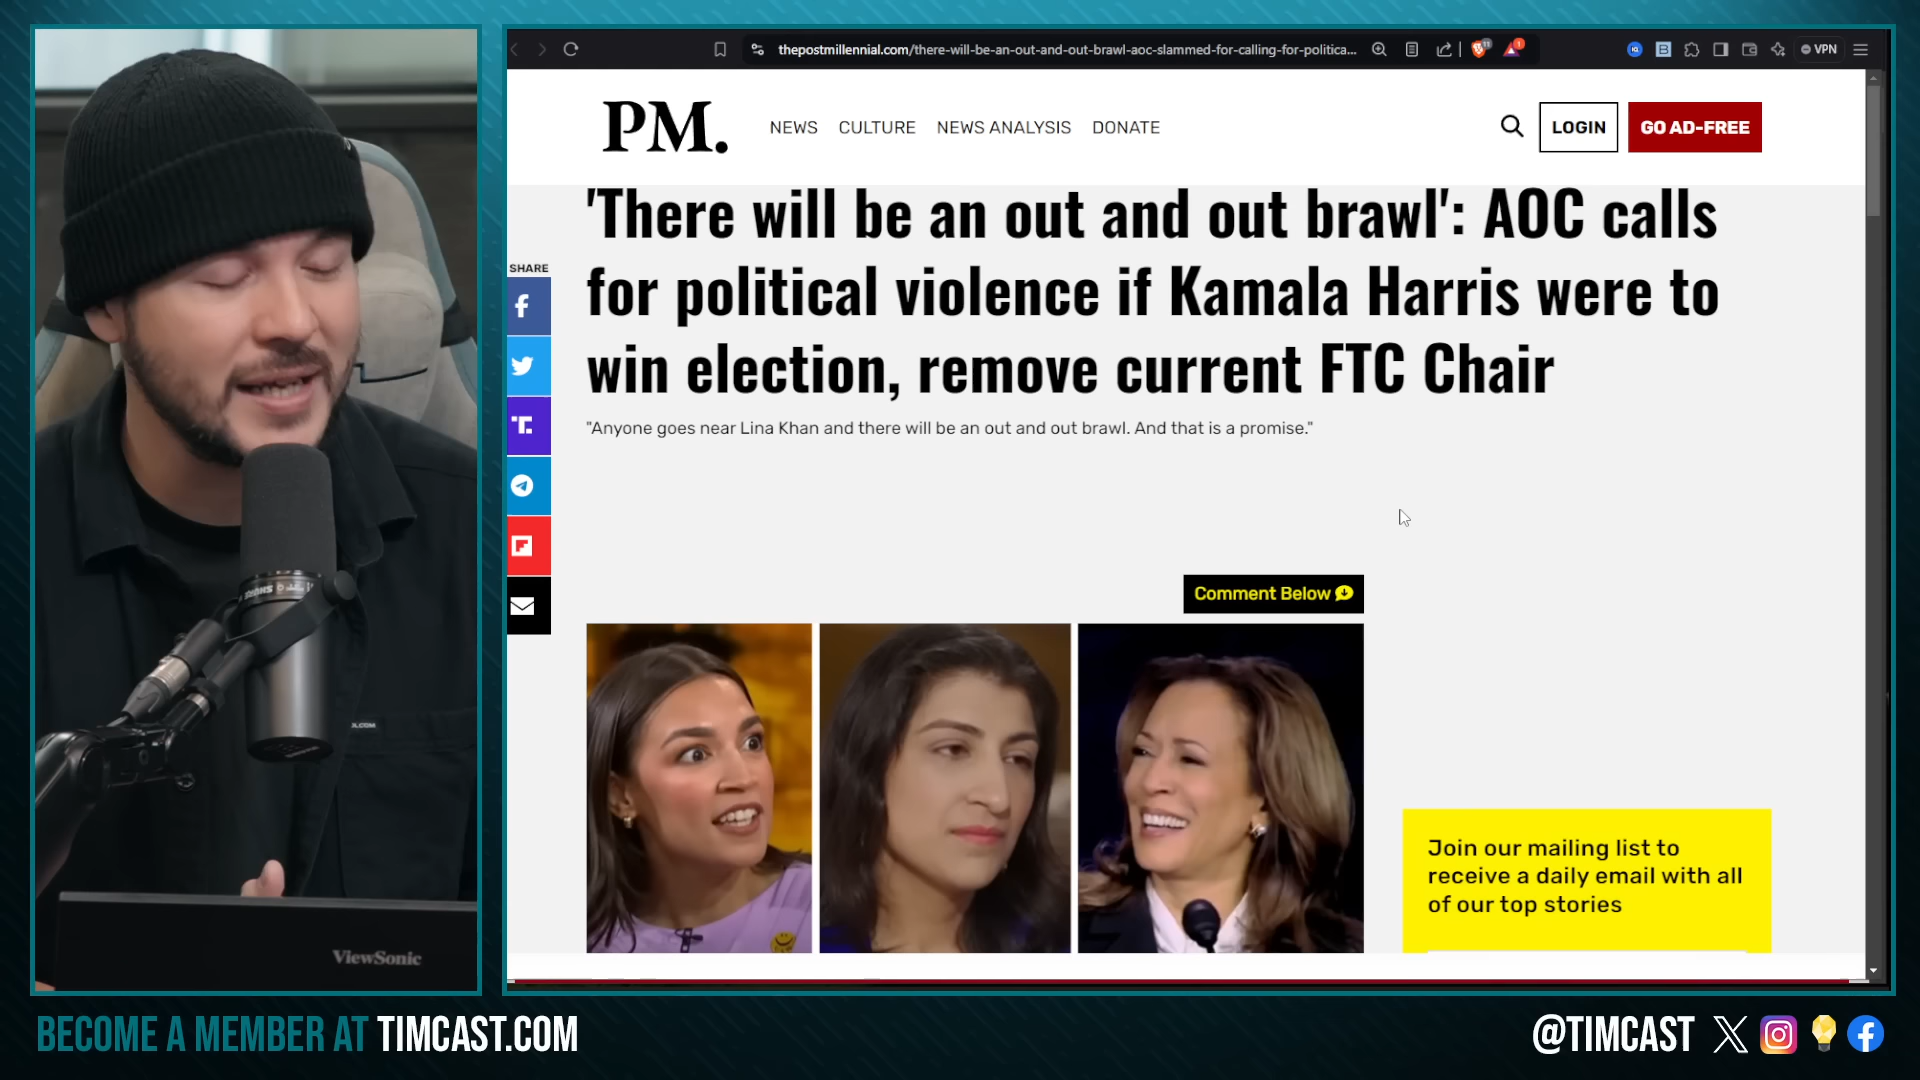 thepostmillennial.com/there-will-be-an-out-and-out-brawl-aoc-slammed-for-calling-for-politica...
VPN
PM.
NEWS
CULTURE
NEWS ANALYSIS
DONATE
LOGIN
GO AD-FREE
'There will be an out and out brawl': AOC calls
for political violence if Kamala Harris were to
win election, remove current FTC Chair
"Anyone goes near Lina Khan and there will be an out and out brawl. And that is a promise."
SHARE
Comment Below
Join our mailing list to
receive a daily email with all
of our top stories
X.COM
ViewSonic
BECOME A MEMBER AT TIMCAST.COM
@TIMCAST